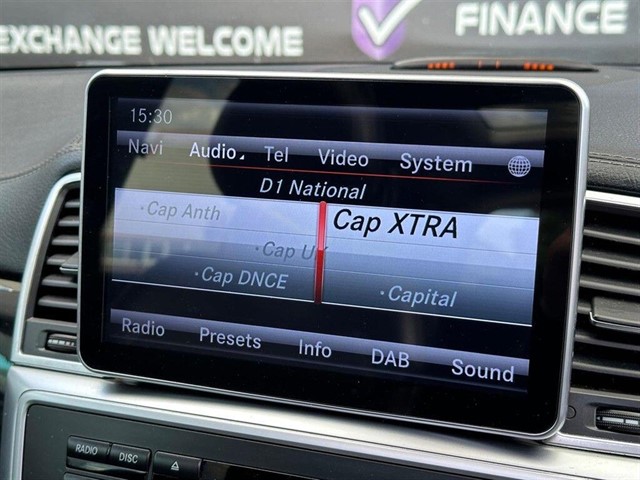 EXCHANGE WELCOME
FINANCE
15:30
Navi Audio Tel Video System
D1 National
Cap Anth
Cap XTRA
Cap UK
Cap DNCE
Capital
Radio Presets Info DAB Sound
RADIO DISC